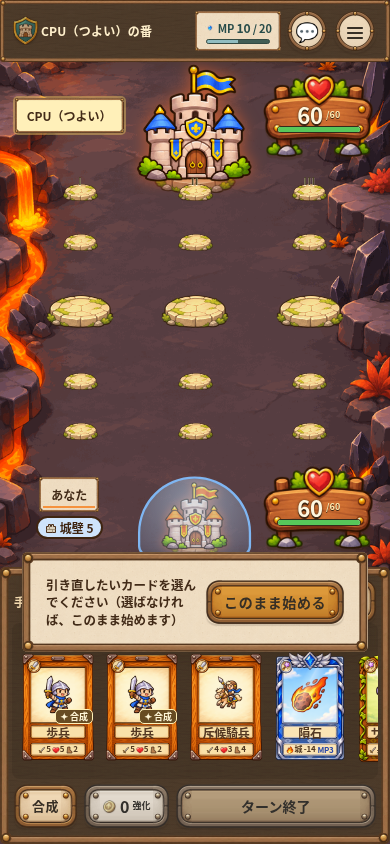 CPU（つよい）の番
MP 10 / 20
CPU（つよい）
60 /60
あなた
城壁 5
60 /60
引き直したいカードを選ん
でください（選ばなけれ
ば、このまま始めます）
このまま始める
手
合成
合成
歩兵
歩兵
斥候騎兵
隕石
5 5 2
5 5 2
4 3 4
城 -14 MP3
合成
0 強化
ターン終了